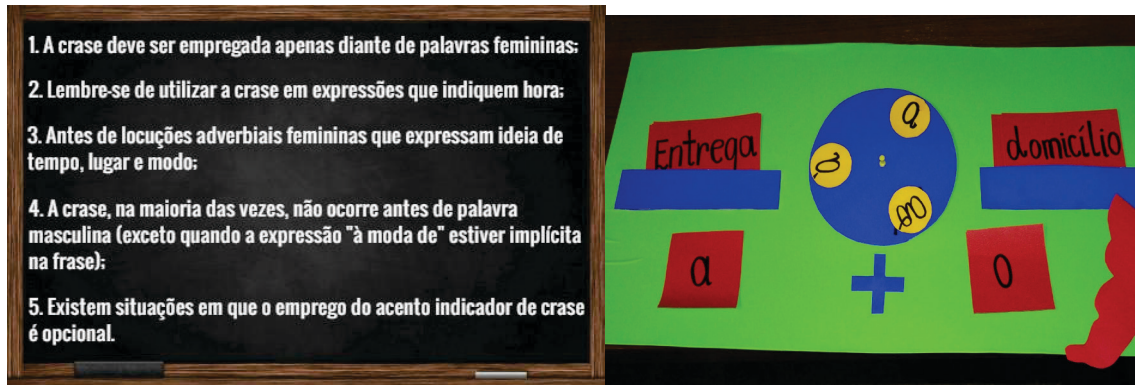 1. A crase deve ser empregada apenas diante de palavras femininas;
2. Lembre-se de utilizar a crase em expressões que indiquem hora;
3. Antes de locuções adverbiais femininas que expressam ideia de
tempo, lugar e modo;
4. A crase, na maioria das vezes, não ocorre antes de palavra
masculina (exceto quando a expressão "à moda de" estiver implícita
na frase);
5. Existem situações em que o emprego do acento indicador de crase
é opcional.
a
Entrega
domicílio
ao
a
+
o